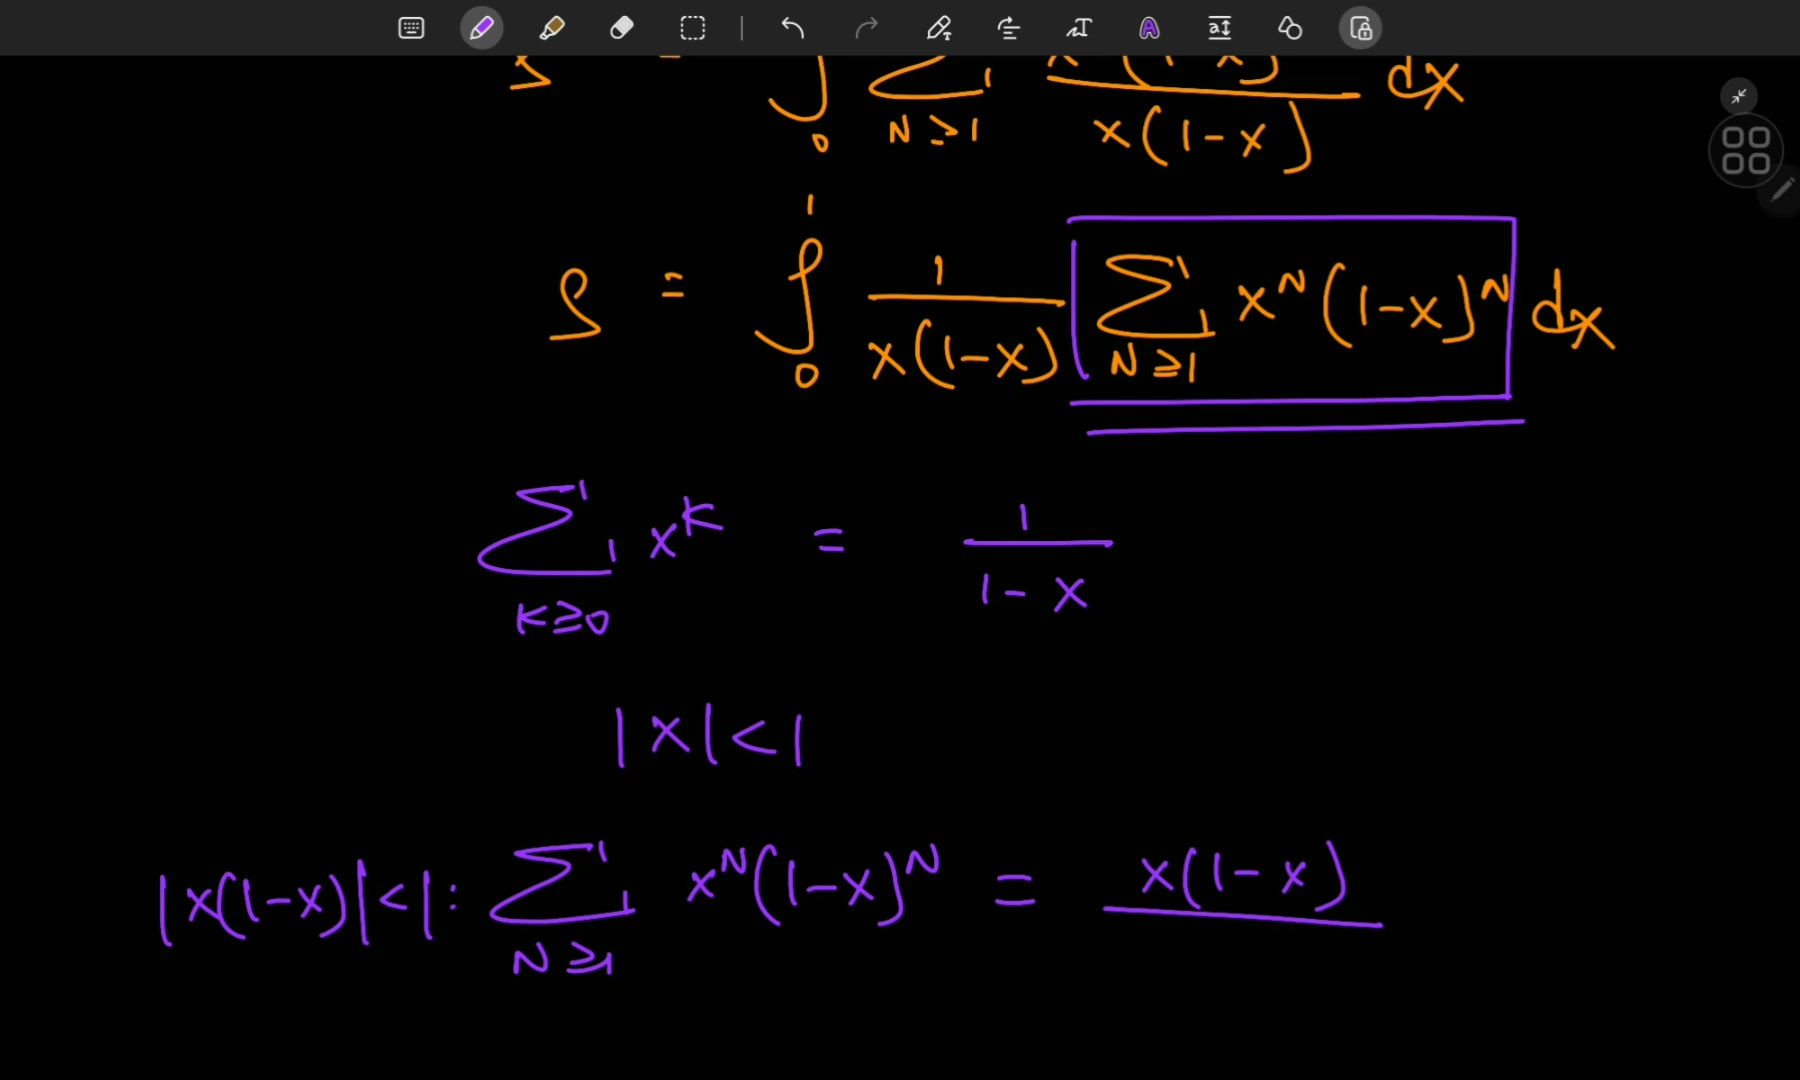 S = ∫₀ Σ_{N≥1} x (1-x) / x(1-x) dx
S = ∫₀¹ 1/x(1-x) Σ_{N≥1} x^N (1-x)^N dx
Σ_{K≥0} x^K = 1/1-x
|x|<1
|x(1-x)|<1: Σ_{N≥1} x^N (1-x)^N = x(1-x)